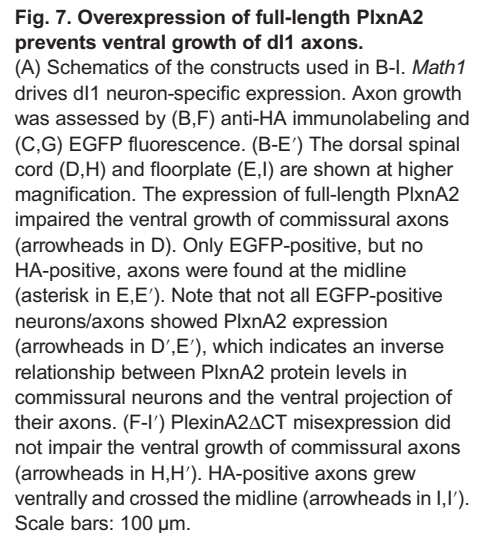 Fig. 7. Overexpression of full-length PlxnA2
prevents ventral growth of dI1 axons.
(A) Schematics of the constructs used in B-I. Math1
drives dI1 neuron-specific expression. Axon growth
was assessed by (B,F) anti-HA immunolabeling and
(C,G) EGFP fluorescence. (B-E′) The dorsal spinal
cord (D,H) and floorplate (E,I) are shown at higher
magnification. The expression of full-length PlxnA2
impaired the ventral growth of commissural axons
(arrowheads in D). Only EGFP-positive, but no
HA-positive, axons were found at the midline
(asterisk in E,E′). Note that not all EGFP-positive
neurons/axons showed PlxnA2 expression
(arrowheads in D′,E′), which indicates an inverse
relationship between PlxnA2 protein levels in
commissural neurons and the ventral projection of
their axons. (F-I′) PlexinA2ΔCT misexpression did
not impair the ventral growth of commissural axons
(arrowheads in H,H′). HA-positive axons grew
ventrally and crossed the midline (arrowheads in I,I′).
Scale bars: 100 µm.